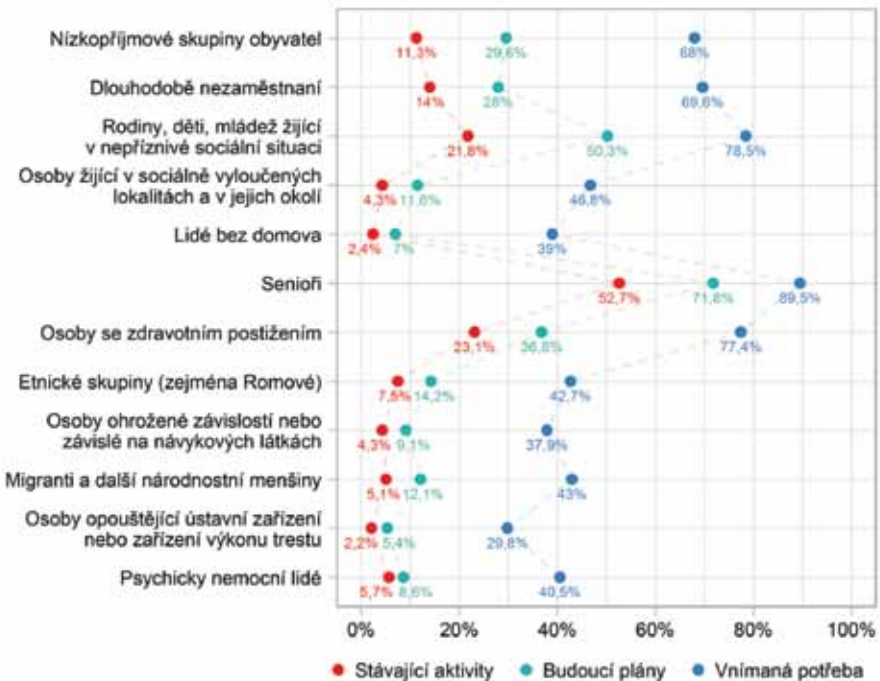 Nízkopříjmové skupiny obyvatel
11,3% 29,6% 68%
Dlouhodobě nezaměstnaní
14% 28% 69,6%
Rodiny, děti, mládež žijící
v nepříznivé sociální situaci
21,8% 50,3% 78,5%
Osoby žijící v sociálně vyloučených
lokalitách a v jejich okolí
4,3% 11,6% 46,8%
Lidé bez domova
2,4% 7% 39%
Senioři
52,7% 71,8% 89,5%
Osoby se zdravotním postižením
23,1% 36,8% 77,4%
Etnické skupiny (zejména Romové)
7,5% 14,2% 42,7%
Osoby ohrožené závislostí nebo
závislé na návykových látkách
4,3% 9,1% 37,9%
Migranti a další národnostní menšiny
5,1% 12,1% 43%
Osoby opouštějící ústavní zařízení
nebo zařízení výkonu trestu
2,2% 5,4% 29,8%
Psychicky nemocní lidé
5,7% 8,6% 40,5%
0% 20% 40% 60% 80% 100%
Stávající aktivity Budoucí plány Vnímaná potřeba